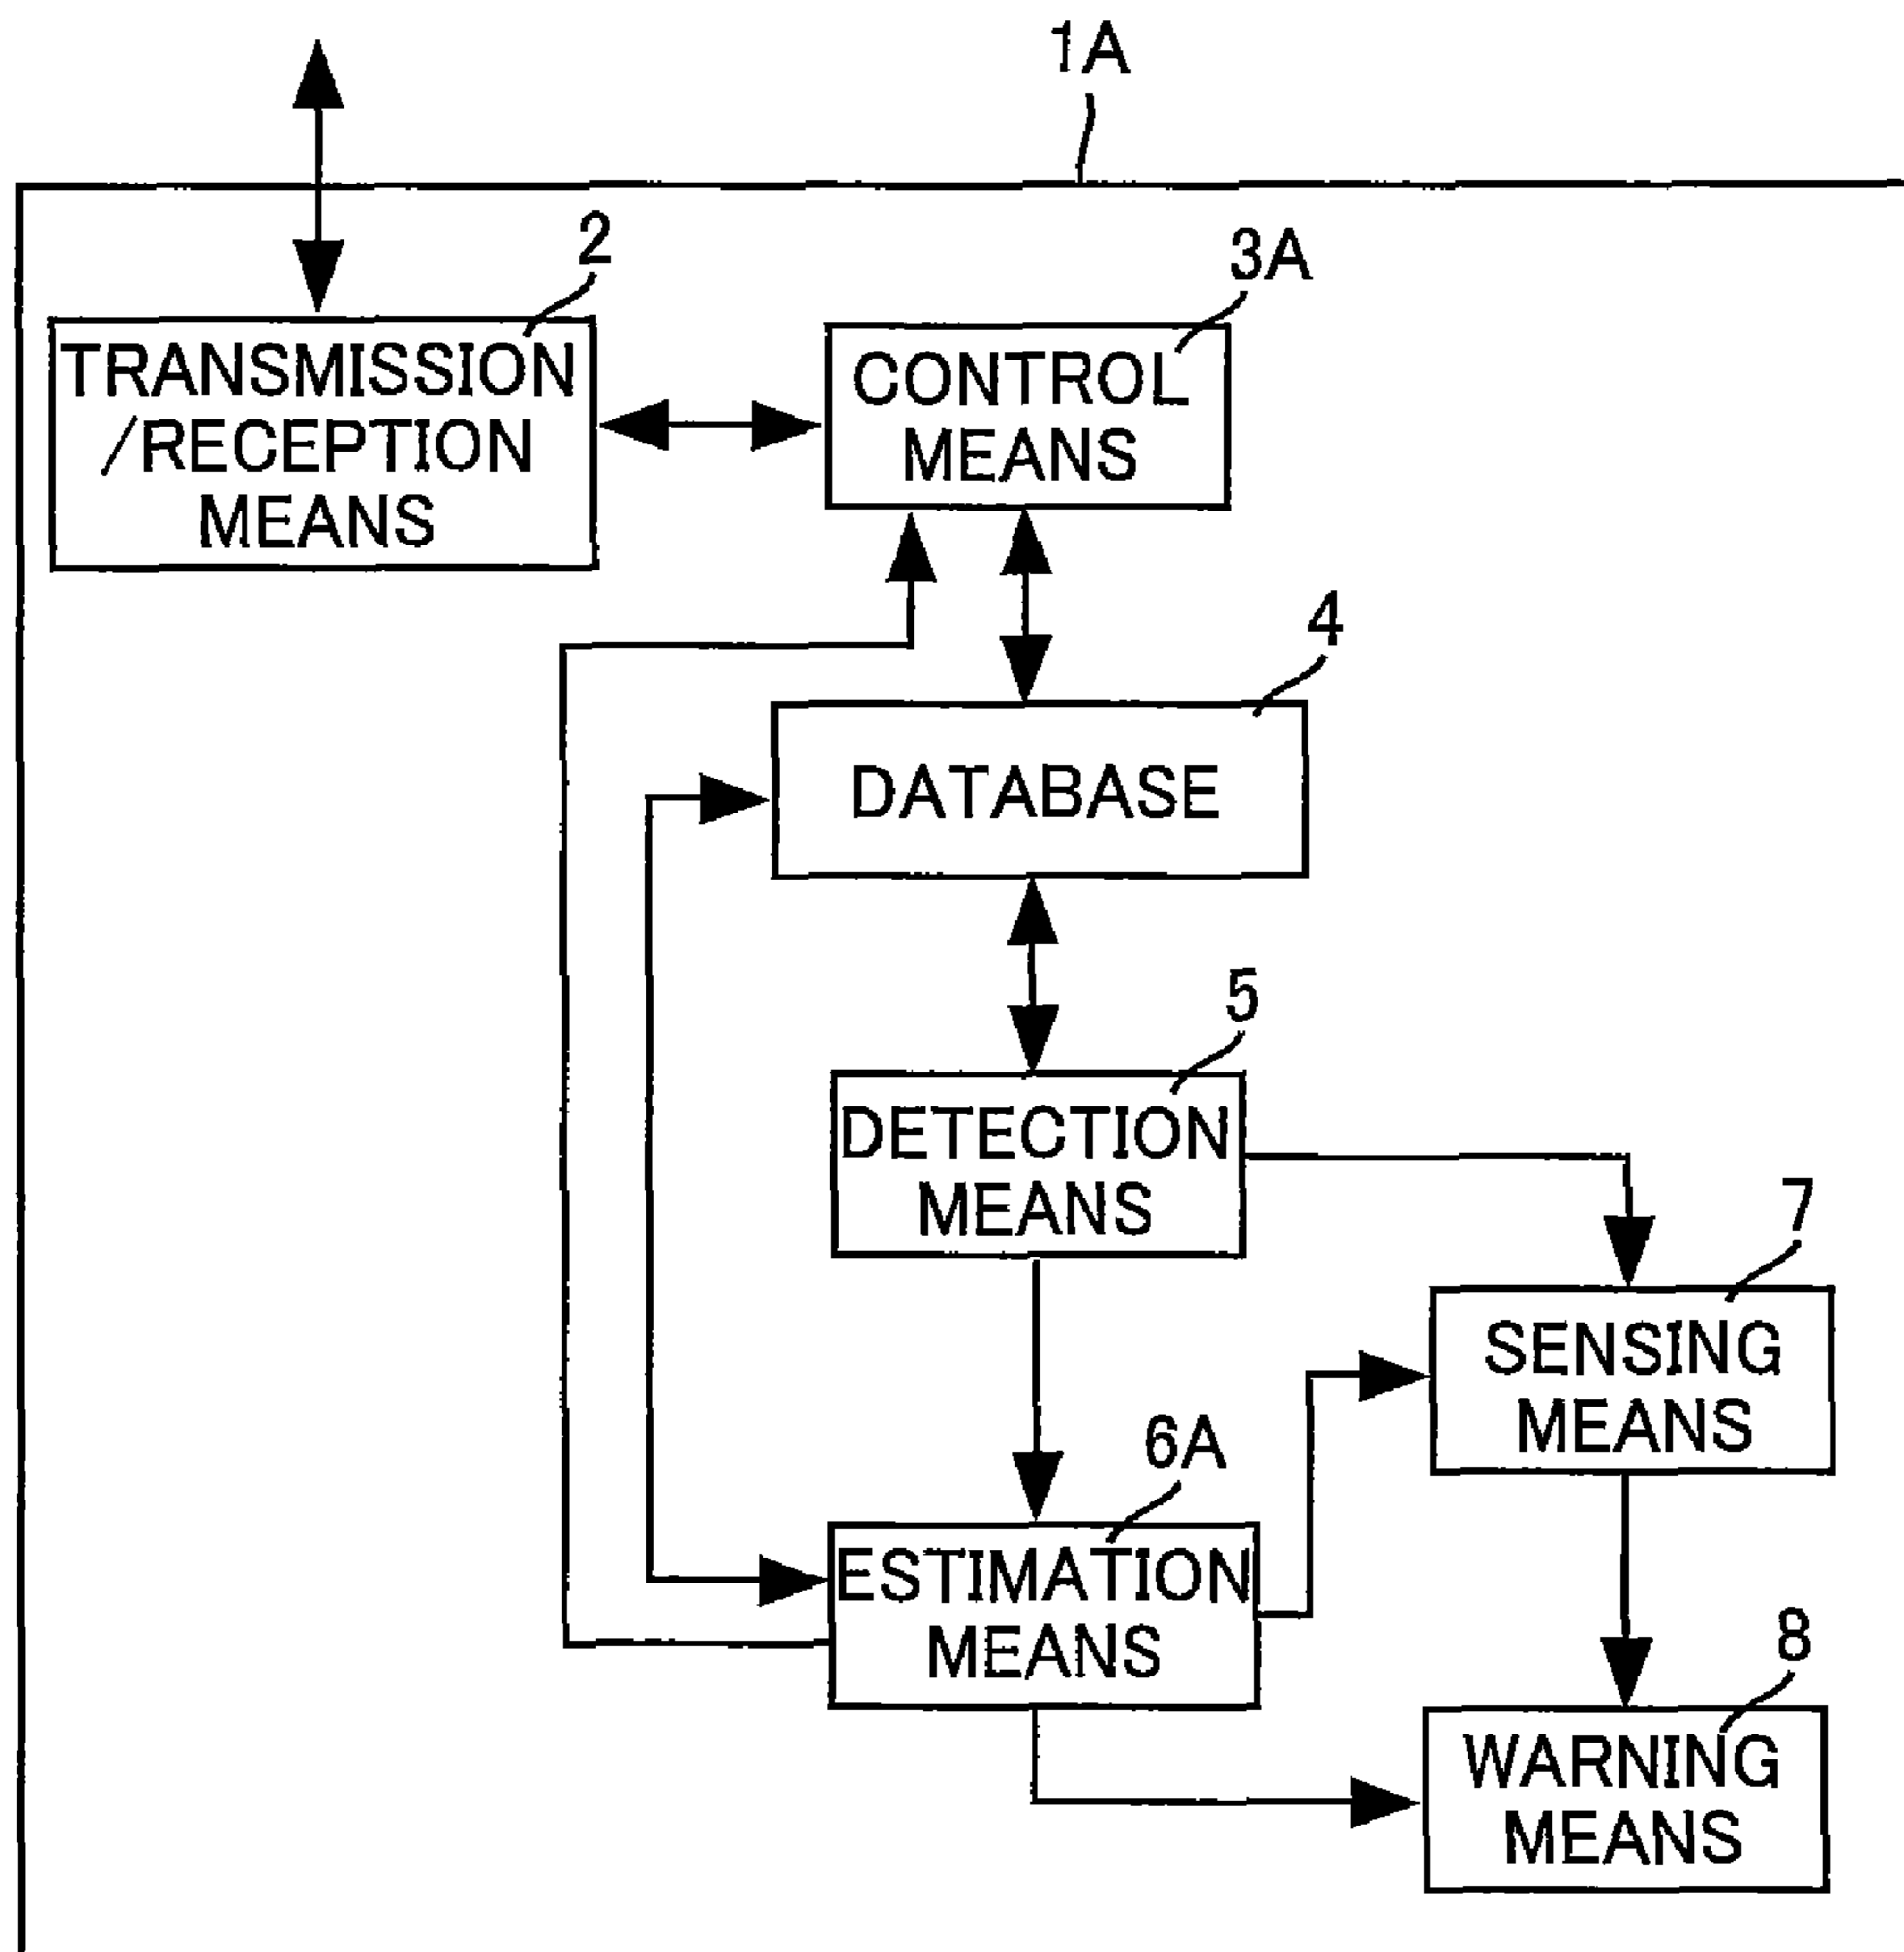 1A
2
TRANSMISSION
/RECEPTION
MEANS
3A
CONTROL
MEANS
4
DATABASE
5
DETECTION
MEANS
7
SENSING
MEANS
6A
ESTIMATION
MEANS
8
WARNING
MEANS